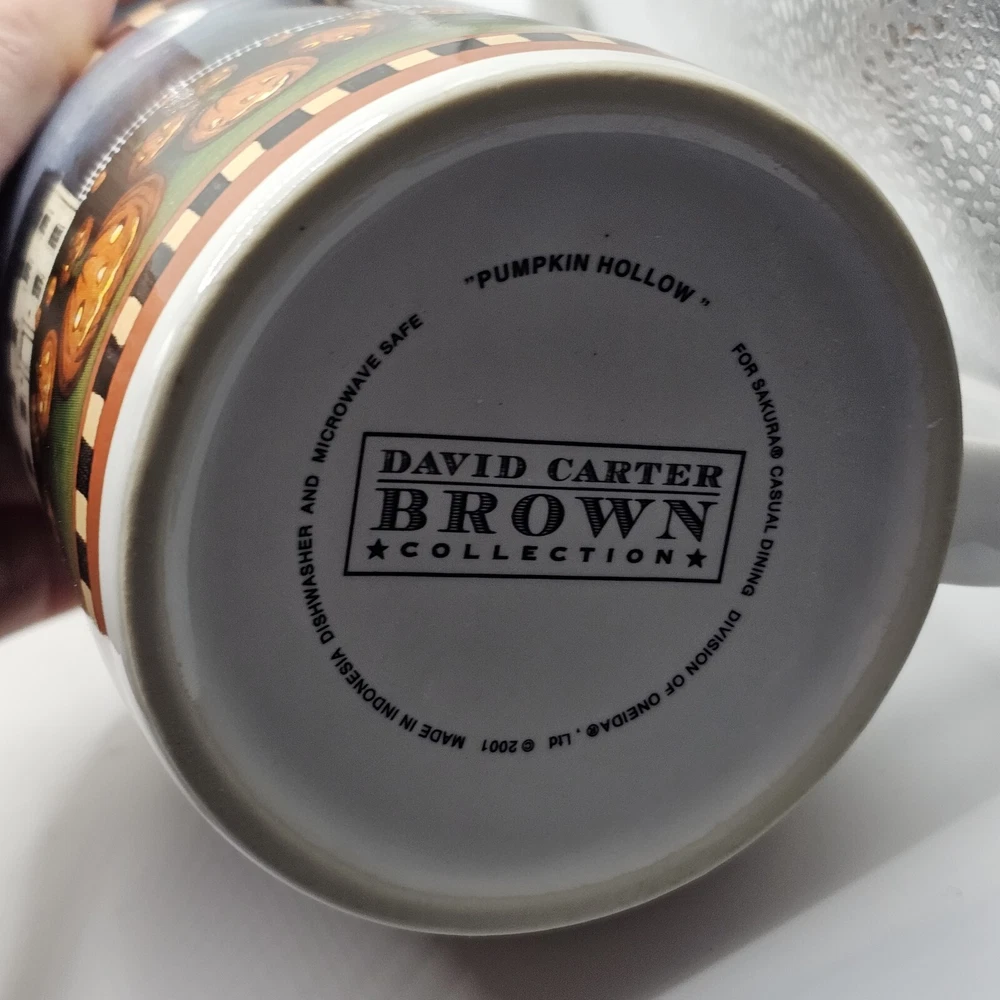 "PUMPKIN HOLLOW"
FOR SAKURA® CASUAL DINING DIVISION OF ONEIDA®, Ltd © 2001 MADE IN INDONESIA DISHWASHER AND MICROWAVE SAFE
DAVID CARTER
BROWN
★ COLLECTION ★